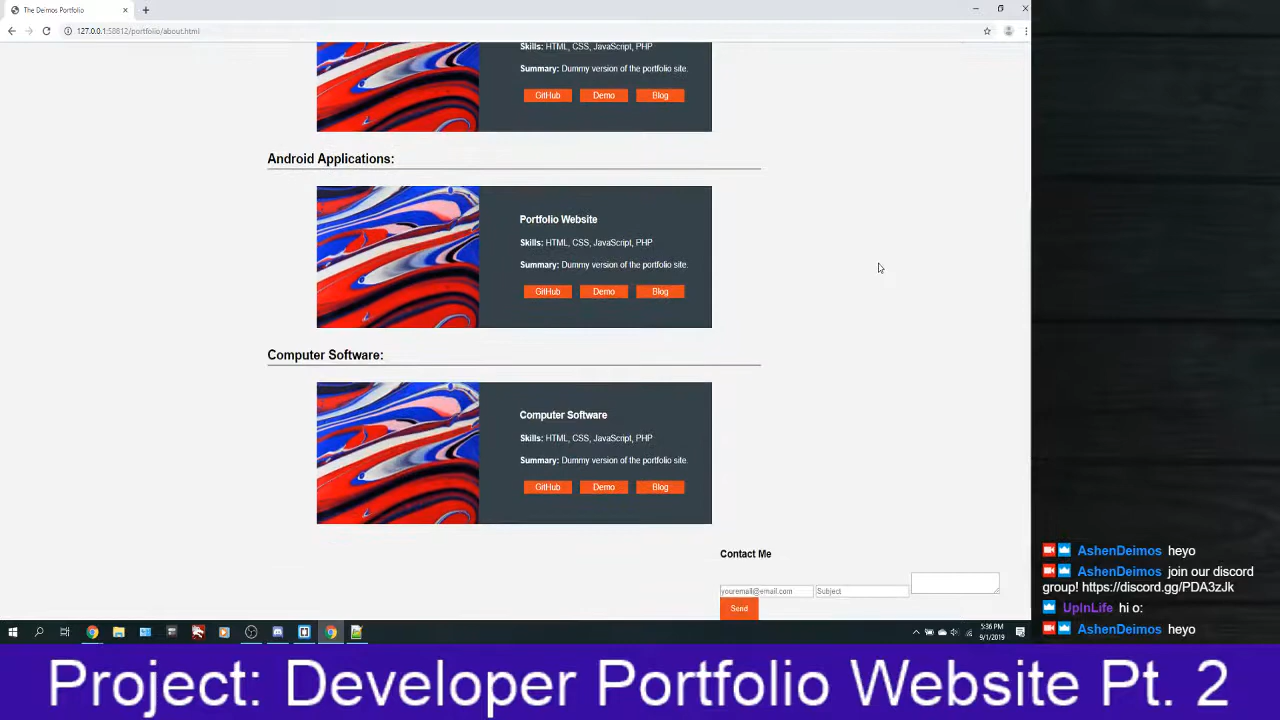 The Deimos Portfolio
127.0.0.1:58812/portfolio/about.html
Skills: HTML, CSS, JavaScript, PHP
Summary: Dummy version of the portfolio site.
GitHub Demo Blog
Android Applications:
Portfolio Website
Skills: HTML, CSS, JavaScript, PHP
Summary: Dummy version of the portfolio site.
GitHub Demo Blog
Computer Software:
Computer Software
Skills: HTML, CSS, JavaScript, PHP
Summary: Dummy version of the portfolio site.
GitHub Demo Blog
Contact Me
youremail@email.com Subject
Send
AshenDeimos heyo
AshenDeimos join our discord
group! https://discord.gg/PDA3zJk
UpInLife hi o:
AshenDeimos heyo
5:36 PM
9/1/2019
Project: Developer Portfolio Website Pt. 2